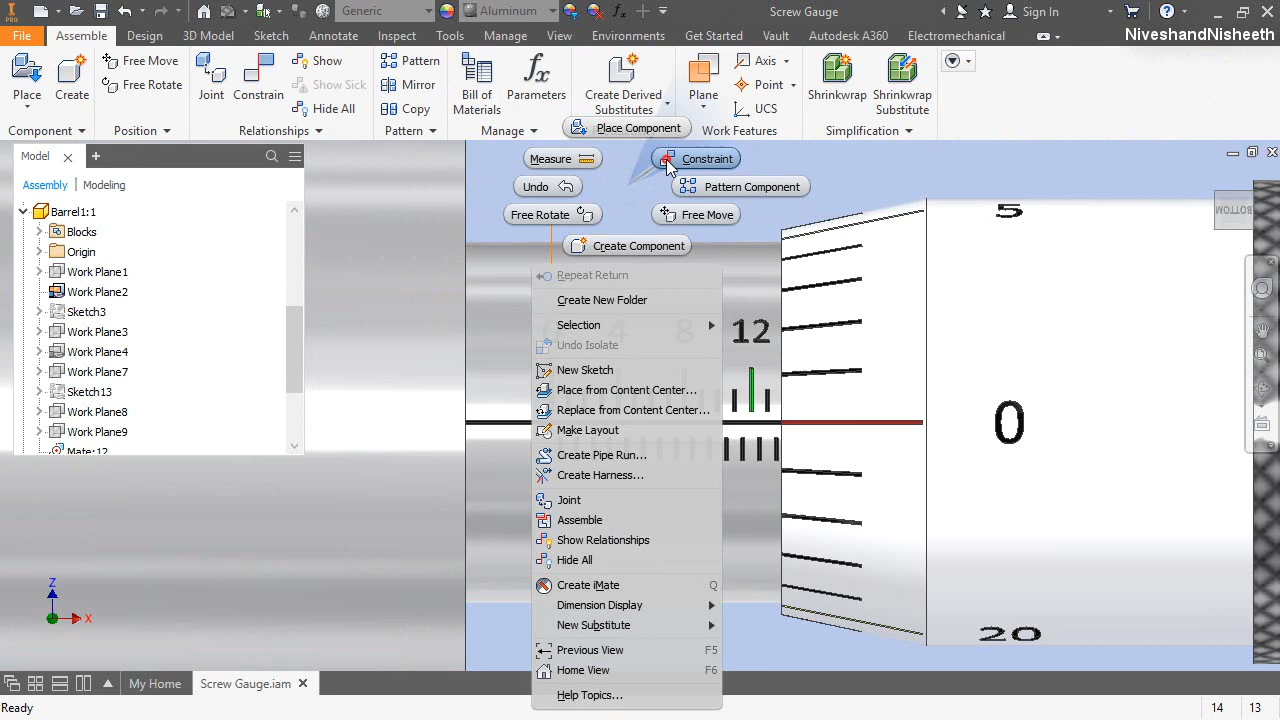 PRO
Generic
Aluminum
Screw Gauge
Sign In
File
Assemble
Design
3D Model
Sketch
Annotate
Inspect
Tools
Manage
View
Environments
Get Started
Vault
Autodesk A360
Electromechanical
NiveshandNisheeth
Place
Create
Free Move
Free Rotate
Joint
Constrain
Show
Show Sick
Hide All
Pattern
Mirror
Copy
Bill of
Materials
Parameters
Create Derived
Substitutes
Plane
Axis
Point
UCS
Shrinkwrap
Shrinkwrap
Substitute
Component
Position
Relationships
Pattern
Manage
Work Features
Simplification
Place Component
Measure
Constraint
Undo
Pattern Component
Free Rotate
Free Move
Create Component
Model
Assembly
Modeling
Barrel1:1
Blocks
Origin
Work Plane1
Work Plane2
Sketch3
Work Plane3
Work Plane4
Work Plane7
Sketch13
Work Plane8
Work Plane9
Mate:12
Repeat Return
Create New Folder
Selection
Undo Isolate
New Sketch
Place from Content Center...
Replace from Content Center...
Make Layout
Create Pipe Run...
Create Harness...
Joint
Assemble
Show Relationships
Hide All
Create iMate Q
Dimension Display
New Substitute
Previous View F5
Home View F6
Help Topics...
4 8 12
5
0
20
BOTTOM
Z
X
My Home
Screw Gauge.iam
Ready
14 13